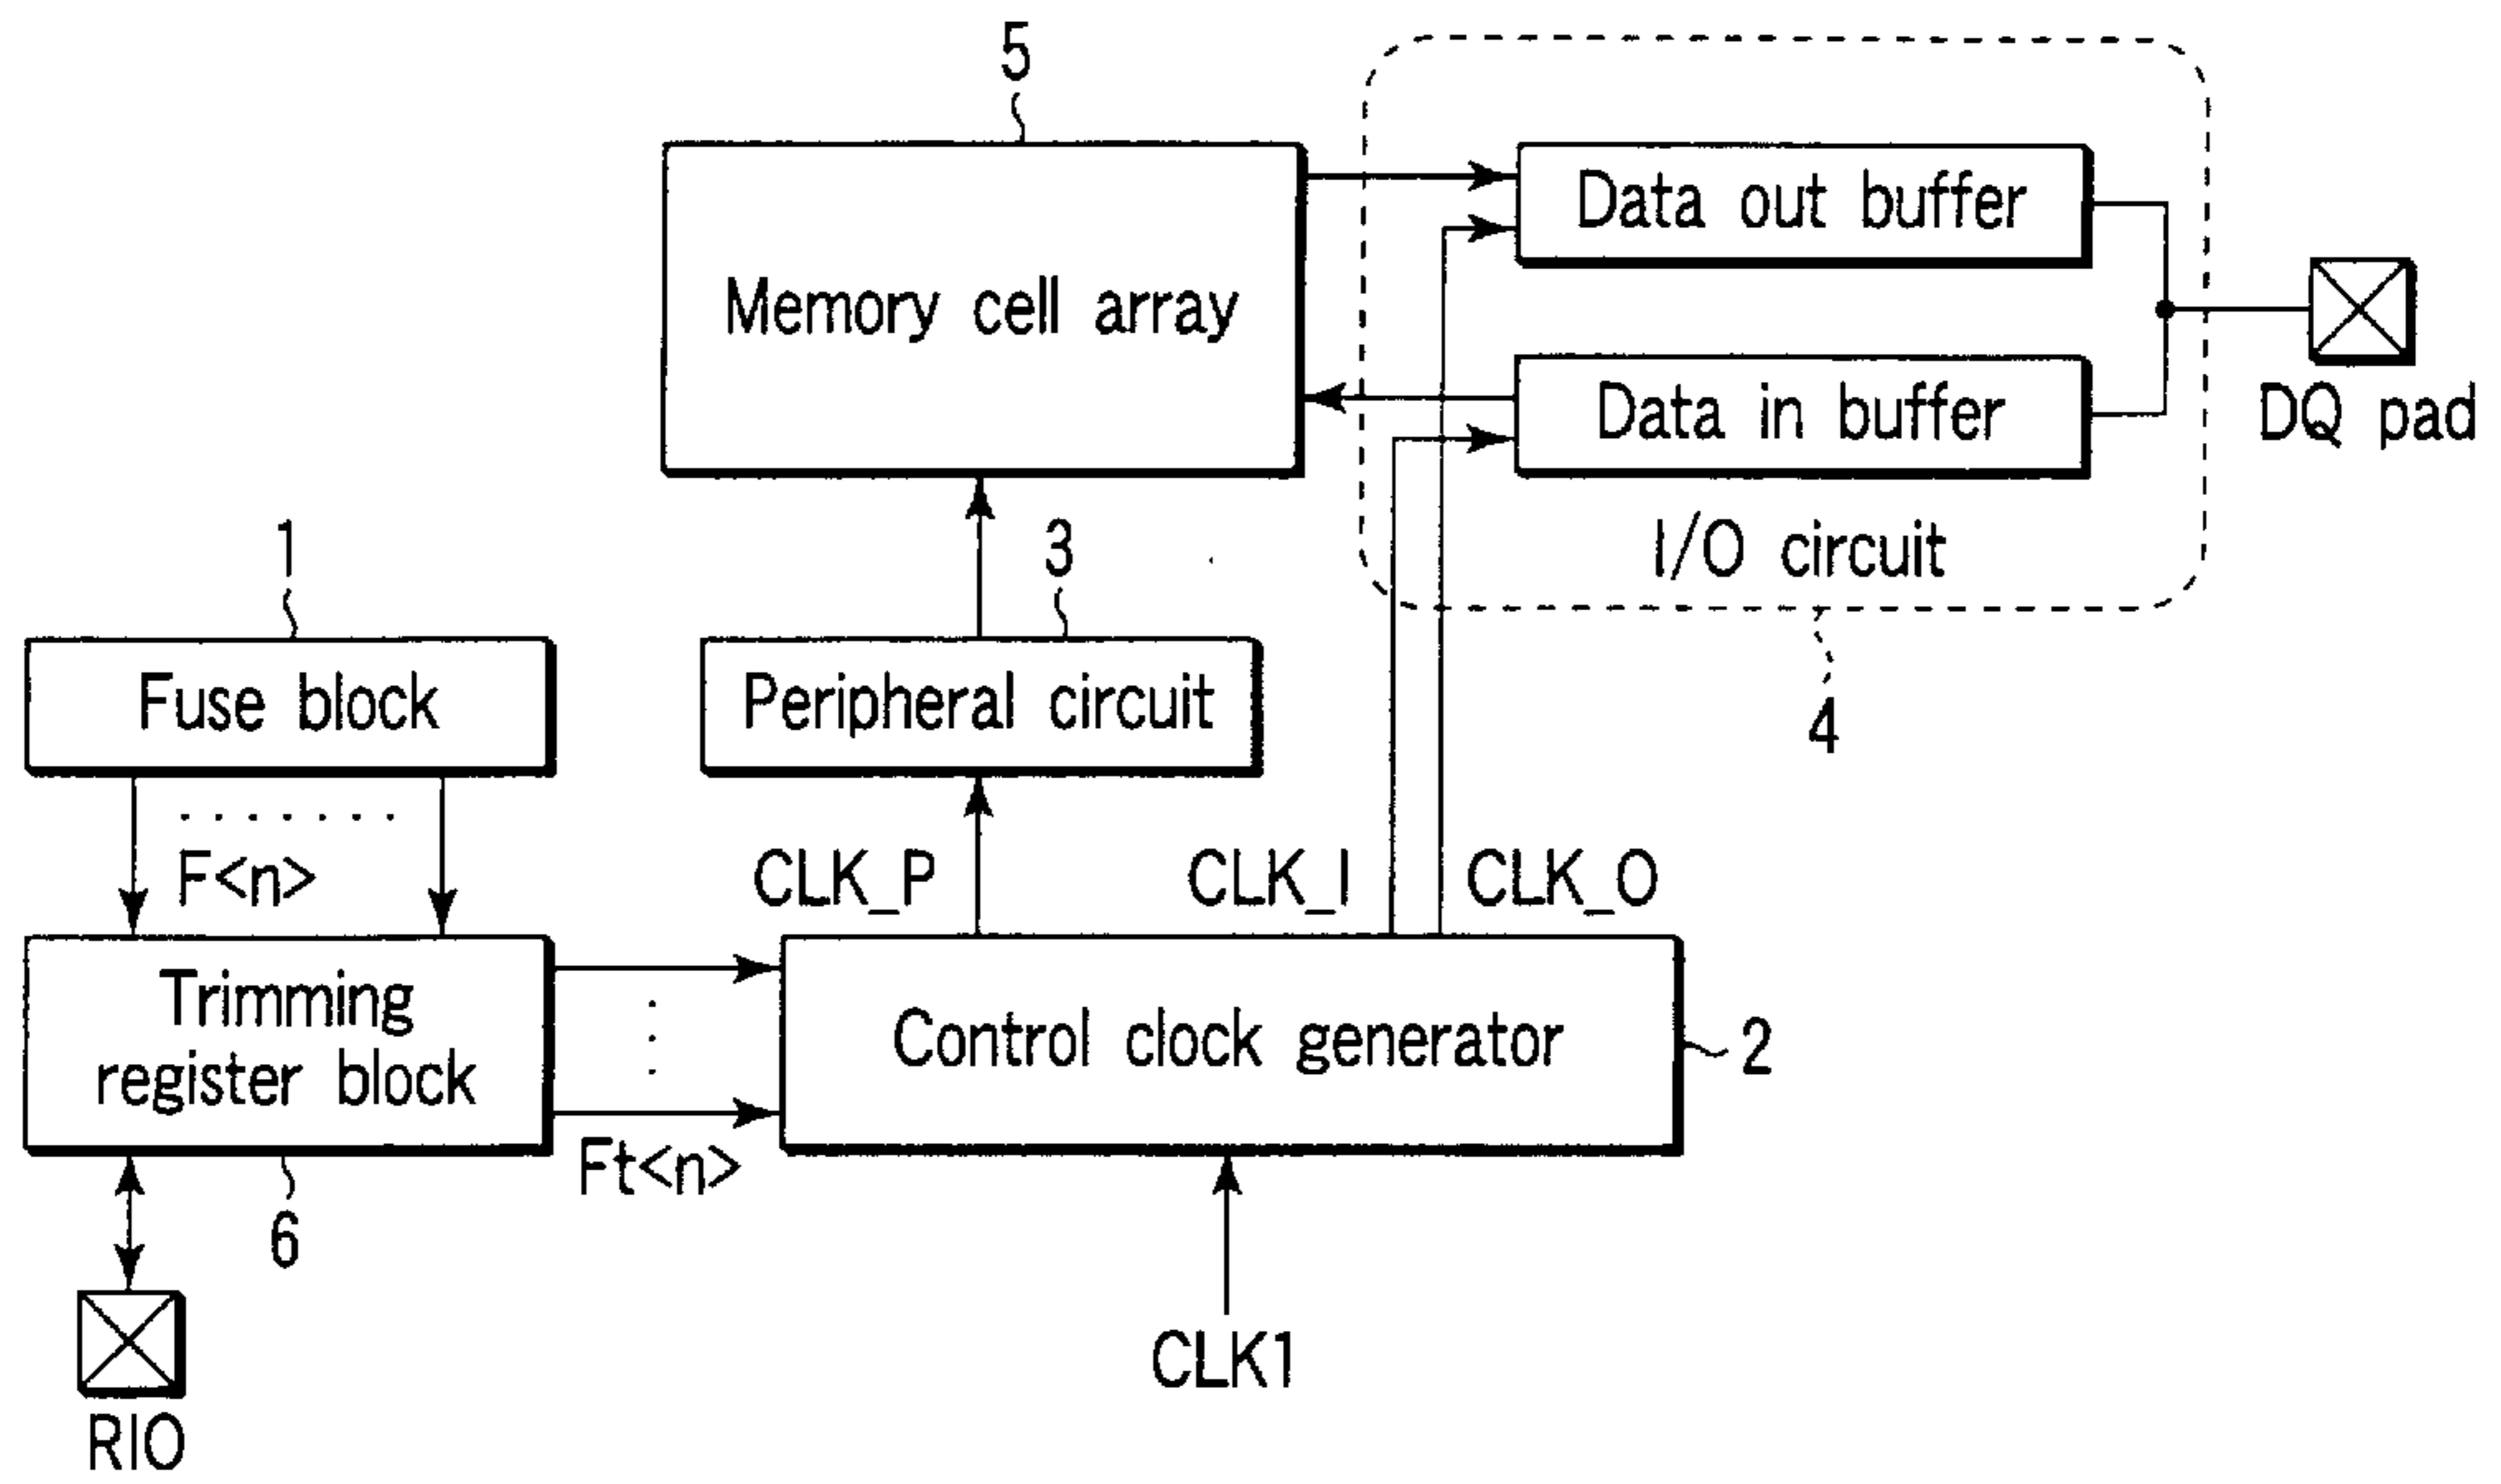 5
Data out buffer
Memory cell array
Data in buffer
DQ pad
I/O circuit
1
3
Fuse block
Peripheral circuit
4
F<n>
CLK_P
CLK_I
CLK_O
Trimming
register block
Control clock generator
2
Ft<n>
6
CLK1
RIO